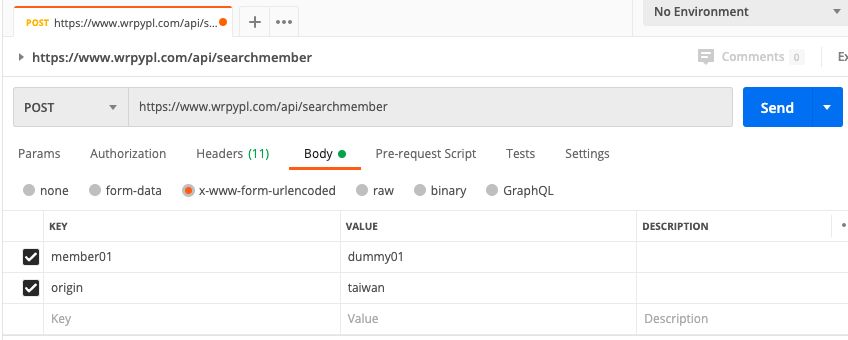 POST https://www.wrpypl.com/api/s... No Environment
https://www.wrpypl.com/api/searchmember Comments 0 Ex
POST https://www.wrpypl.com/api/searchmember Send
Params Authorization Headers (11) Body Pre-request Script Tests Settings
none form-data x-www-form-urlencoded raw binary GraphQL
KEY VALUE DESCRIPTION
member01 dummy01
origin taiwan
Key Value Description